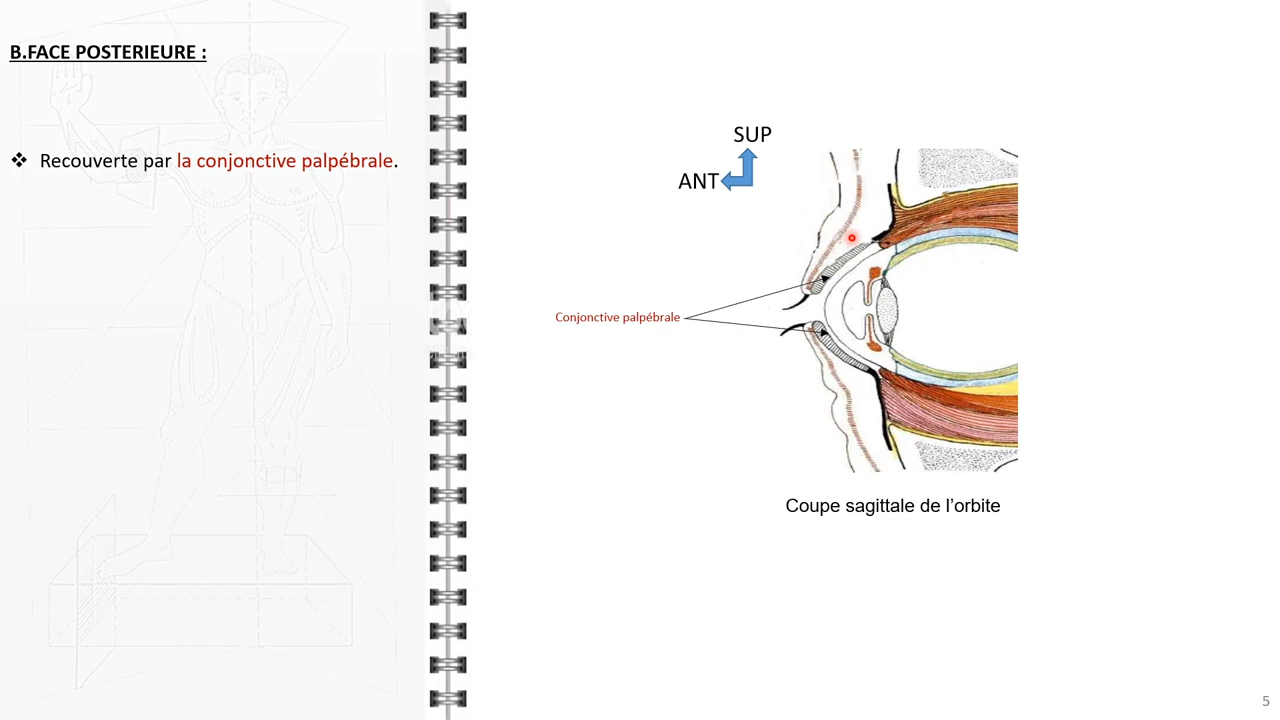 B.FACE POSTERIEURE :
❖ Recouverte par la conjonctive palpébrale.
SUP
ANT
Conjonctive palpébrale
Coupe sagittale de l’orbite
5